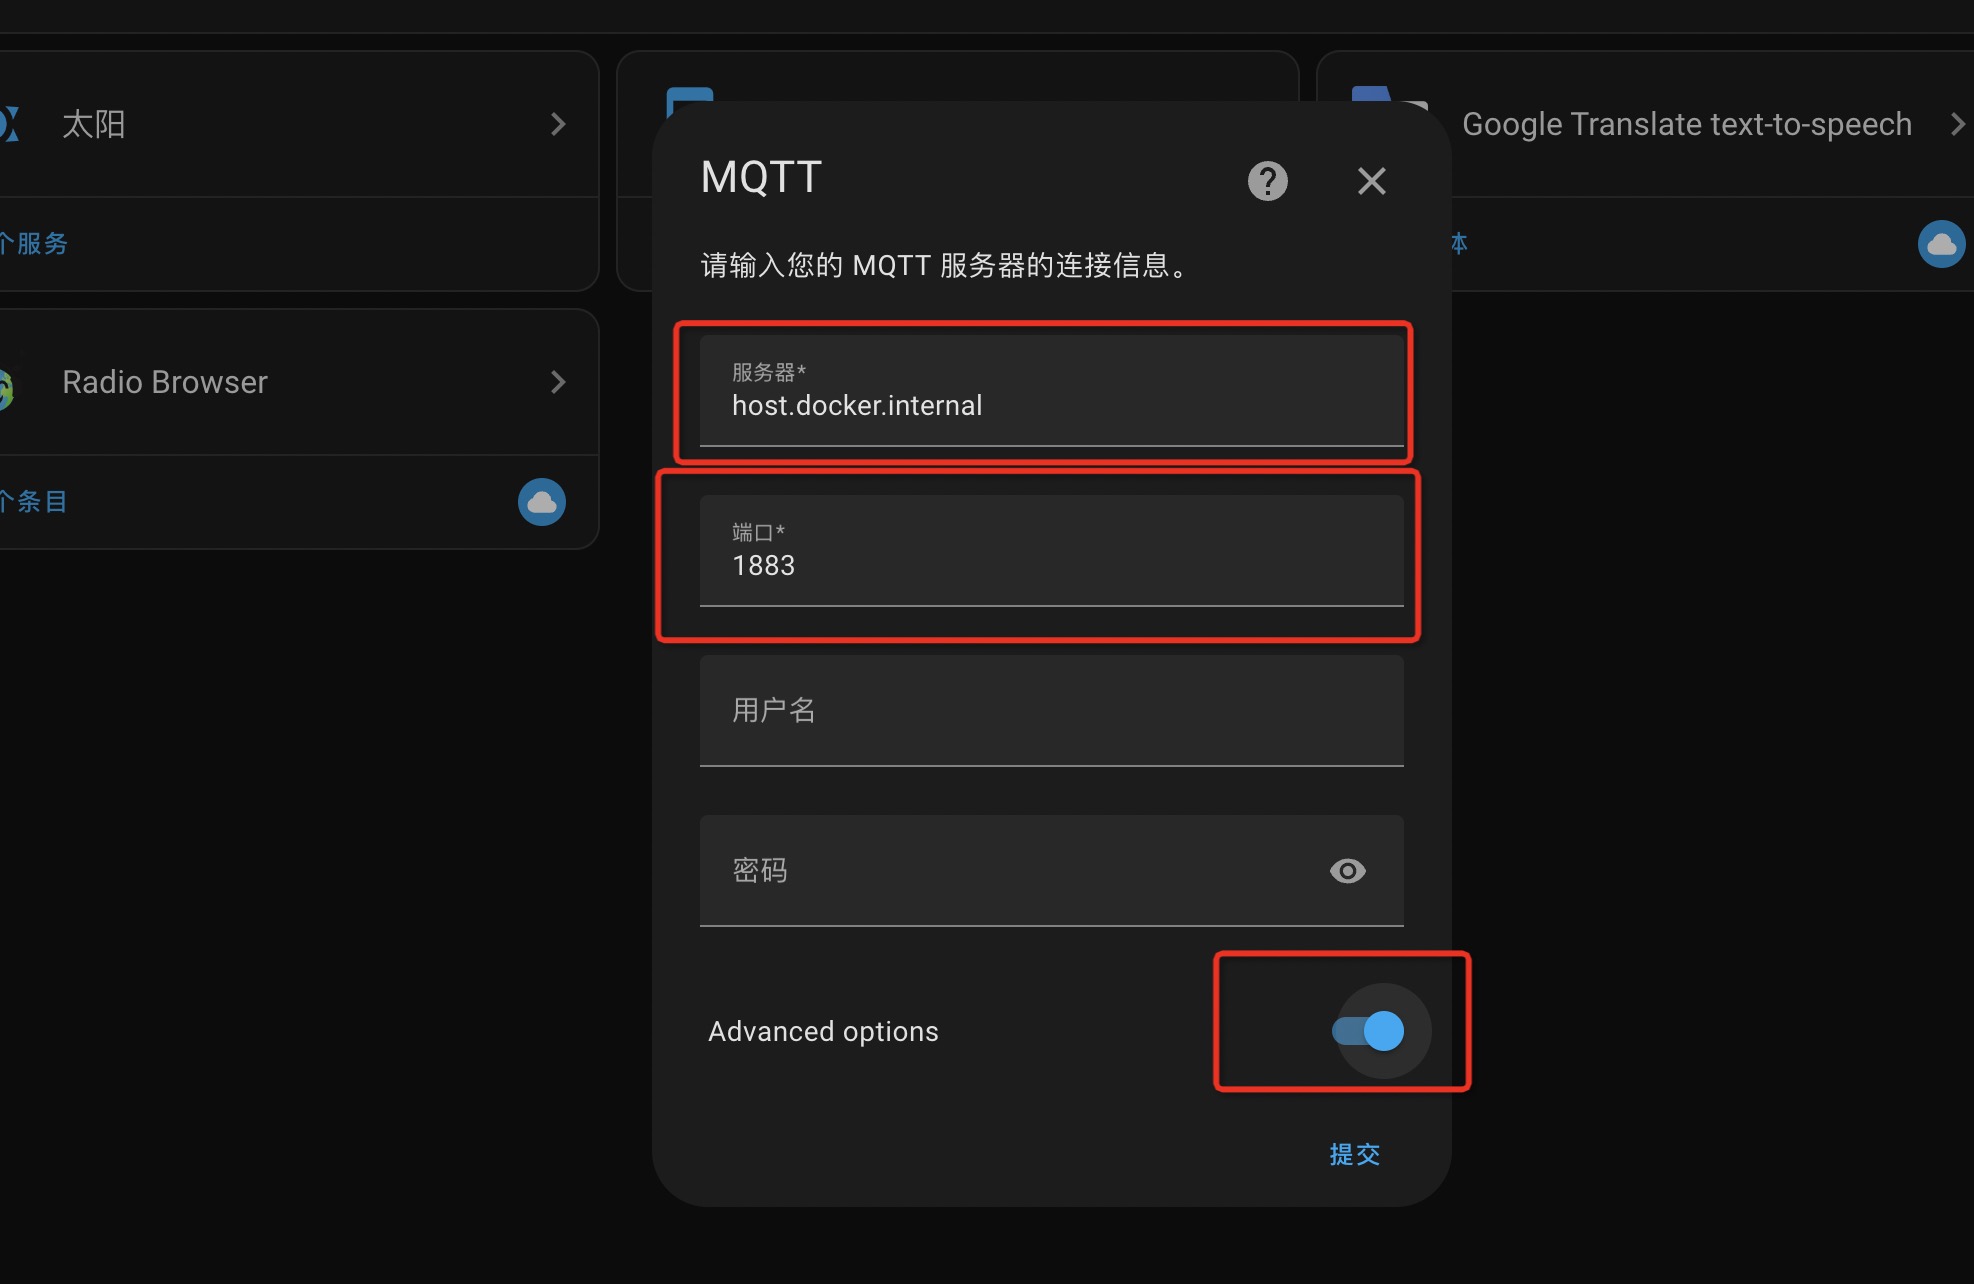 太阳
个服务
Radio Browser
个条目
MQTT
请输入您的 MQTT 服务器的连接信息。
服务器*
host.docker.internal
端口*
1883
用户名
密码
Advanced options
提交
Google Translate text-to-speech
体